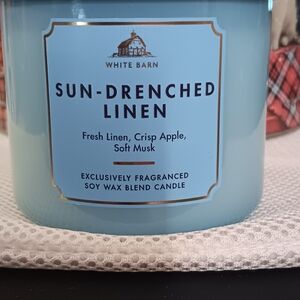 WHITE BARN
SUN-DRENCHED
LINEN
Fresh Linen, Crisp Apple,
Soft Musk
EXCLUSIVELY FRAGRANCED
SOY WAX BLEND CANDLE